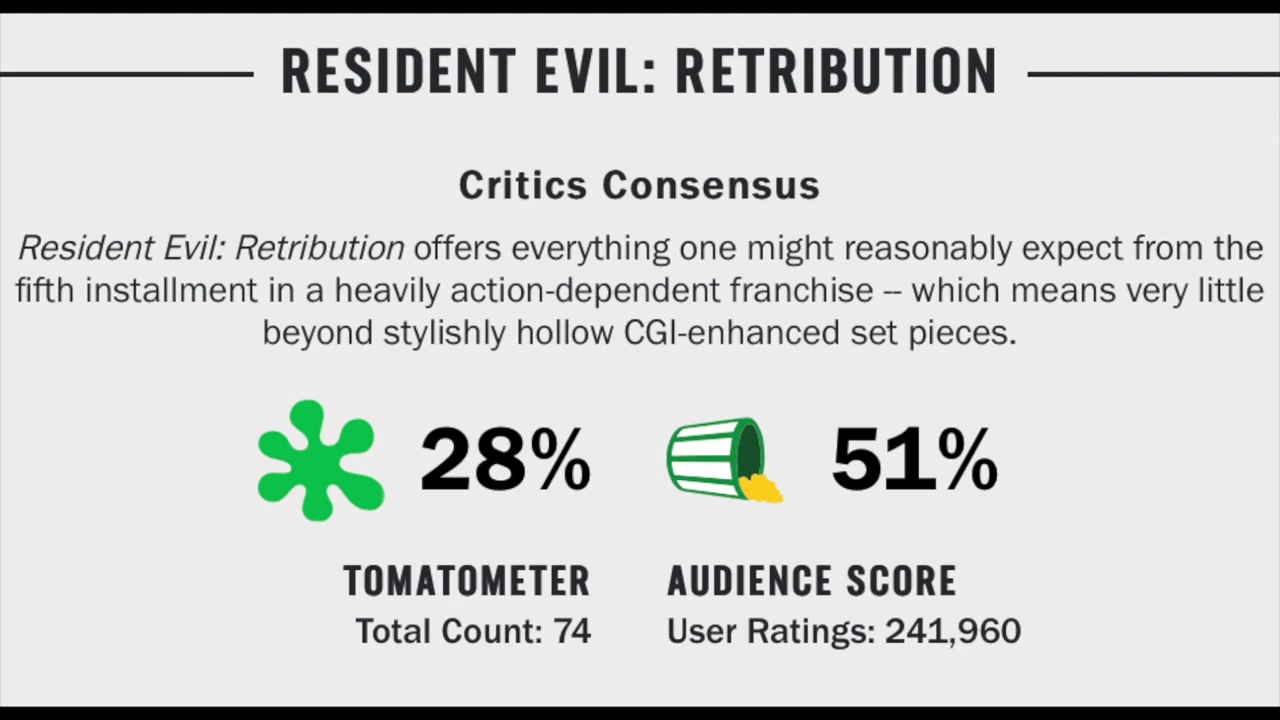 RESIDENT EVIL: RETRIBUTION
Critics Consensus
Resident Evil: Retribution offers everything one might reasonably expect from the
fifth installment in a heavily action-dependent franchise -- which means very little
beyond stylishly hollow CGI-enhanced set pieces.
28% 51%
TOMATOMETER AUDIENCE SCORE
Total Count: 74 User Ratings: 241,960